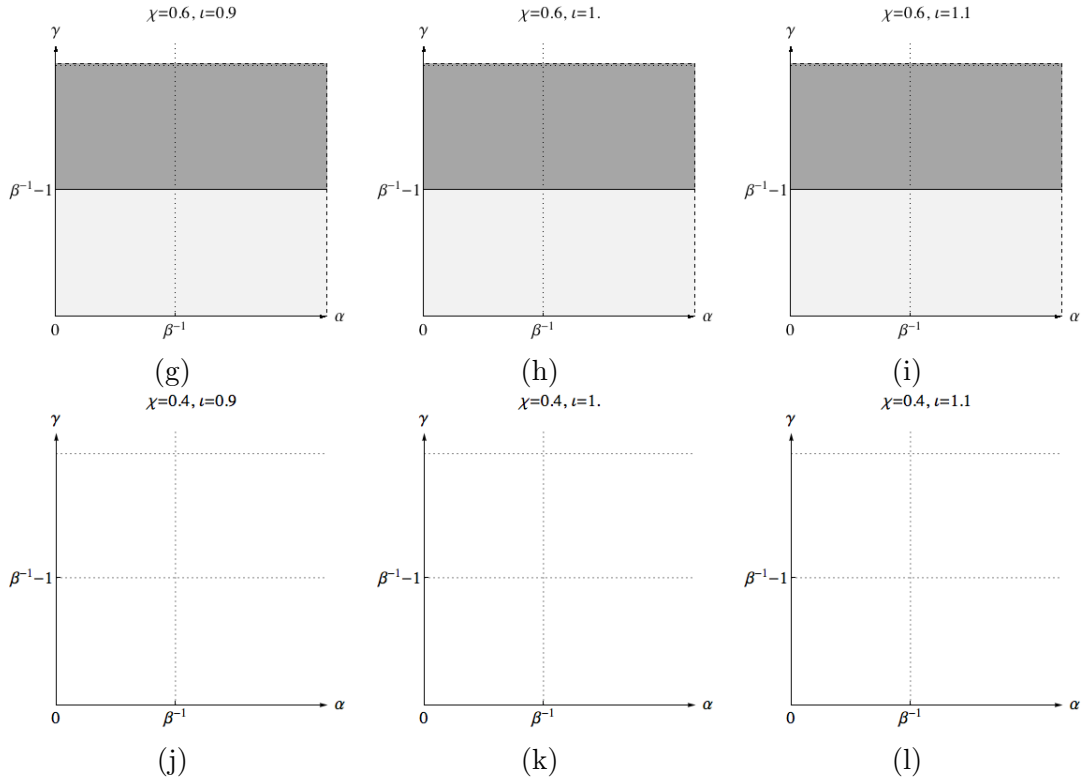 χ=0.6, ι=0.9
γ
β⁻¹−1
0
β⁻¹
α
(g)
χ=0.6, ι=1.
γ
β⁻¹−1
0
β⁻¹
α
(h)
χ=0.6, ι=1.1
γ
β⁻¹−1
0
β⁻¹
α
(i)
χ=0.4, ι=0.9
γ
β⁻¹−1
0
β⁻¹
α
(j)
χ=0.4, ι=1.
γ
β⁻¹−1
0
β⁻¹
α
(k)
χ=0.4, ι=1.1
γ
β⁻¹−1
0
β⁻¹
α
(l)